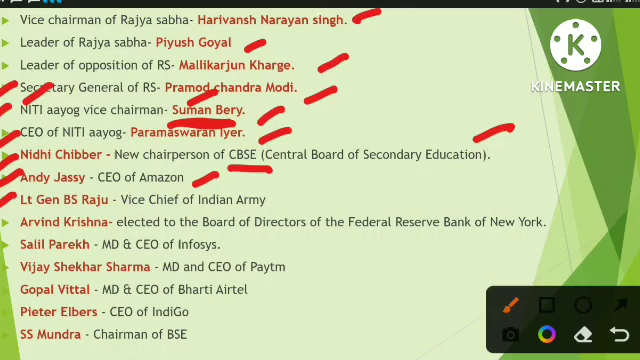 Vice chairman of Rajya sabha- Harivansh Narayan singh.
Leader of Rajya sabha- Piyush Goyal
Leader of opposition of RS- Mallikarjun Kharge.
Secretary General of RS- Pramod chandra Modi.
NITI aayog vice chairman- Suman Bery.
CEO of NITI aayog- Paramaswaran Iyer.
Nidhi Chibber - New chairperson of CBSE (Central Board of Secondary Education).
Andy Jassy - CEO of Amazon
Lt Gen BS Raju - Vice Chief of Indian Army
Arvind Krishna- elected to the Board of Directors of the Federal Reserve Bank of New York.
Salil Parekh - MD & CEO of Infosys.
Vijay Shekhar Sharma - MD and CEO of Paytm
Gopal Vittal - MD & CEO of Bharti Airtel
Pieter Elbers - CEO of IndiGo
SS Mundra - Chairman of BSE
K
KINEMASTER